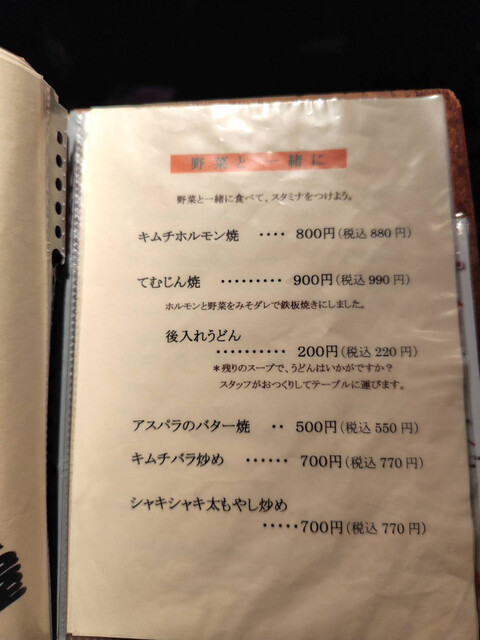 野菜と一緒に
野菜と一緒に食べて、スタミナをつけよう。
キムチホルモン焼 ‥‥ 800円(税込 880 円)
てむじん焼 ・・・・・・・・・ 900円(税込 990 円)
ホルモンと野菜をみそダレで鉄板焼きにしました。
後入れうどん
・・・・・・・・・・ 200円(税込 220 円)
＊残りのスープで、うどんはいかがですか？
スタッフがおつくりしてテーブルに運びます。
アスパラのバター焼 ‥ 500円(税込 550 円)
キムチバラ炒め ‥‥‥ 700円(税込 770 円)
シャキシャキ太もやし炒め
・・・・・700円(税込 770 円)